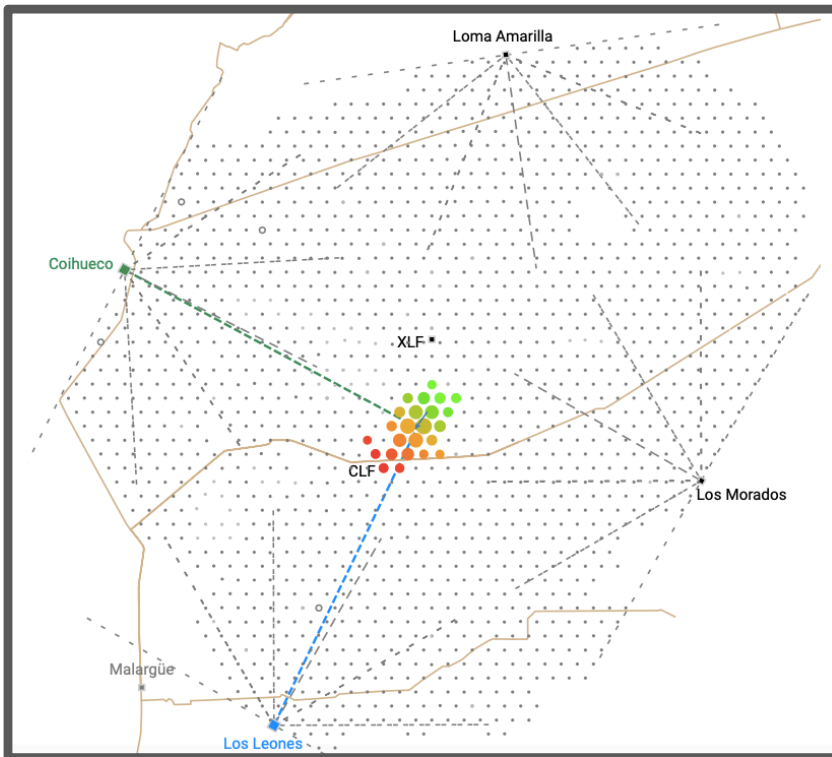 Loma Amarilla
Coihueco
XLF
CLF
Los Morados
Malargüe
Los Leones